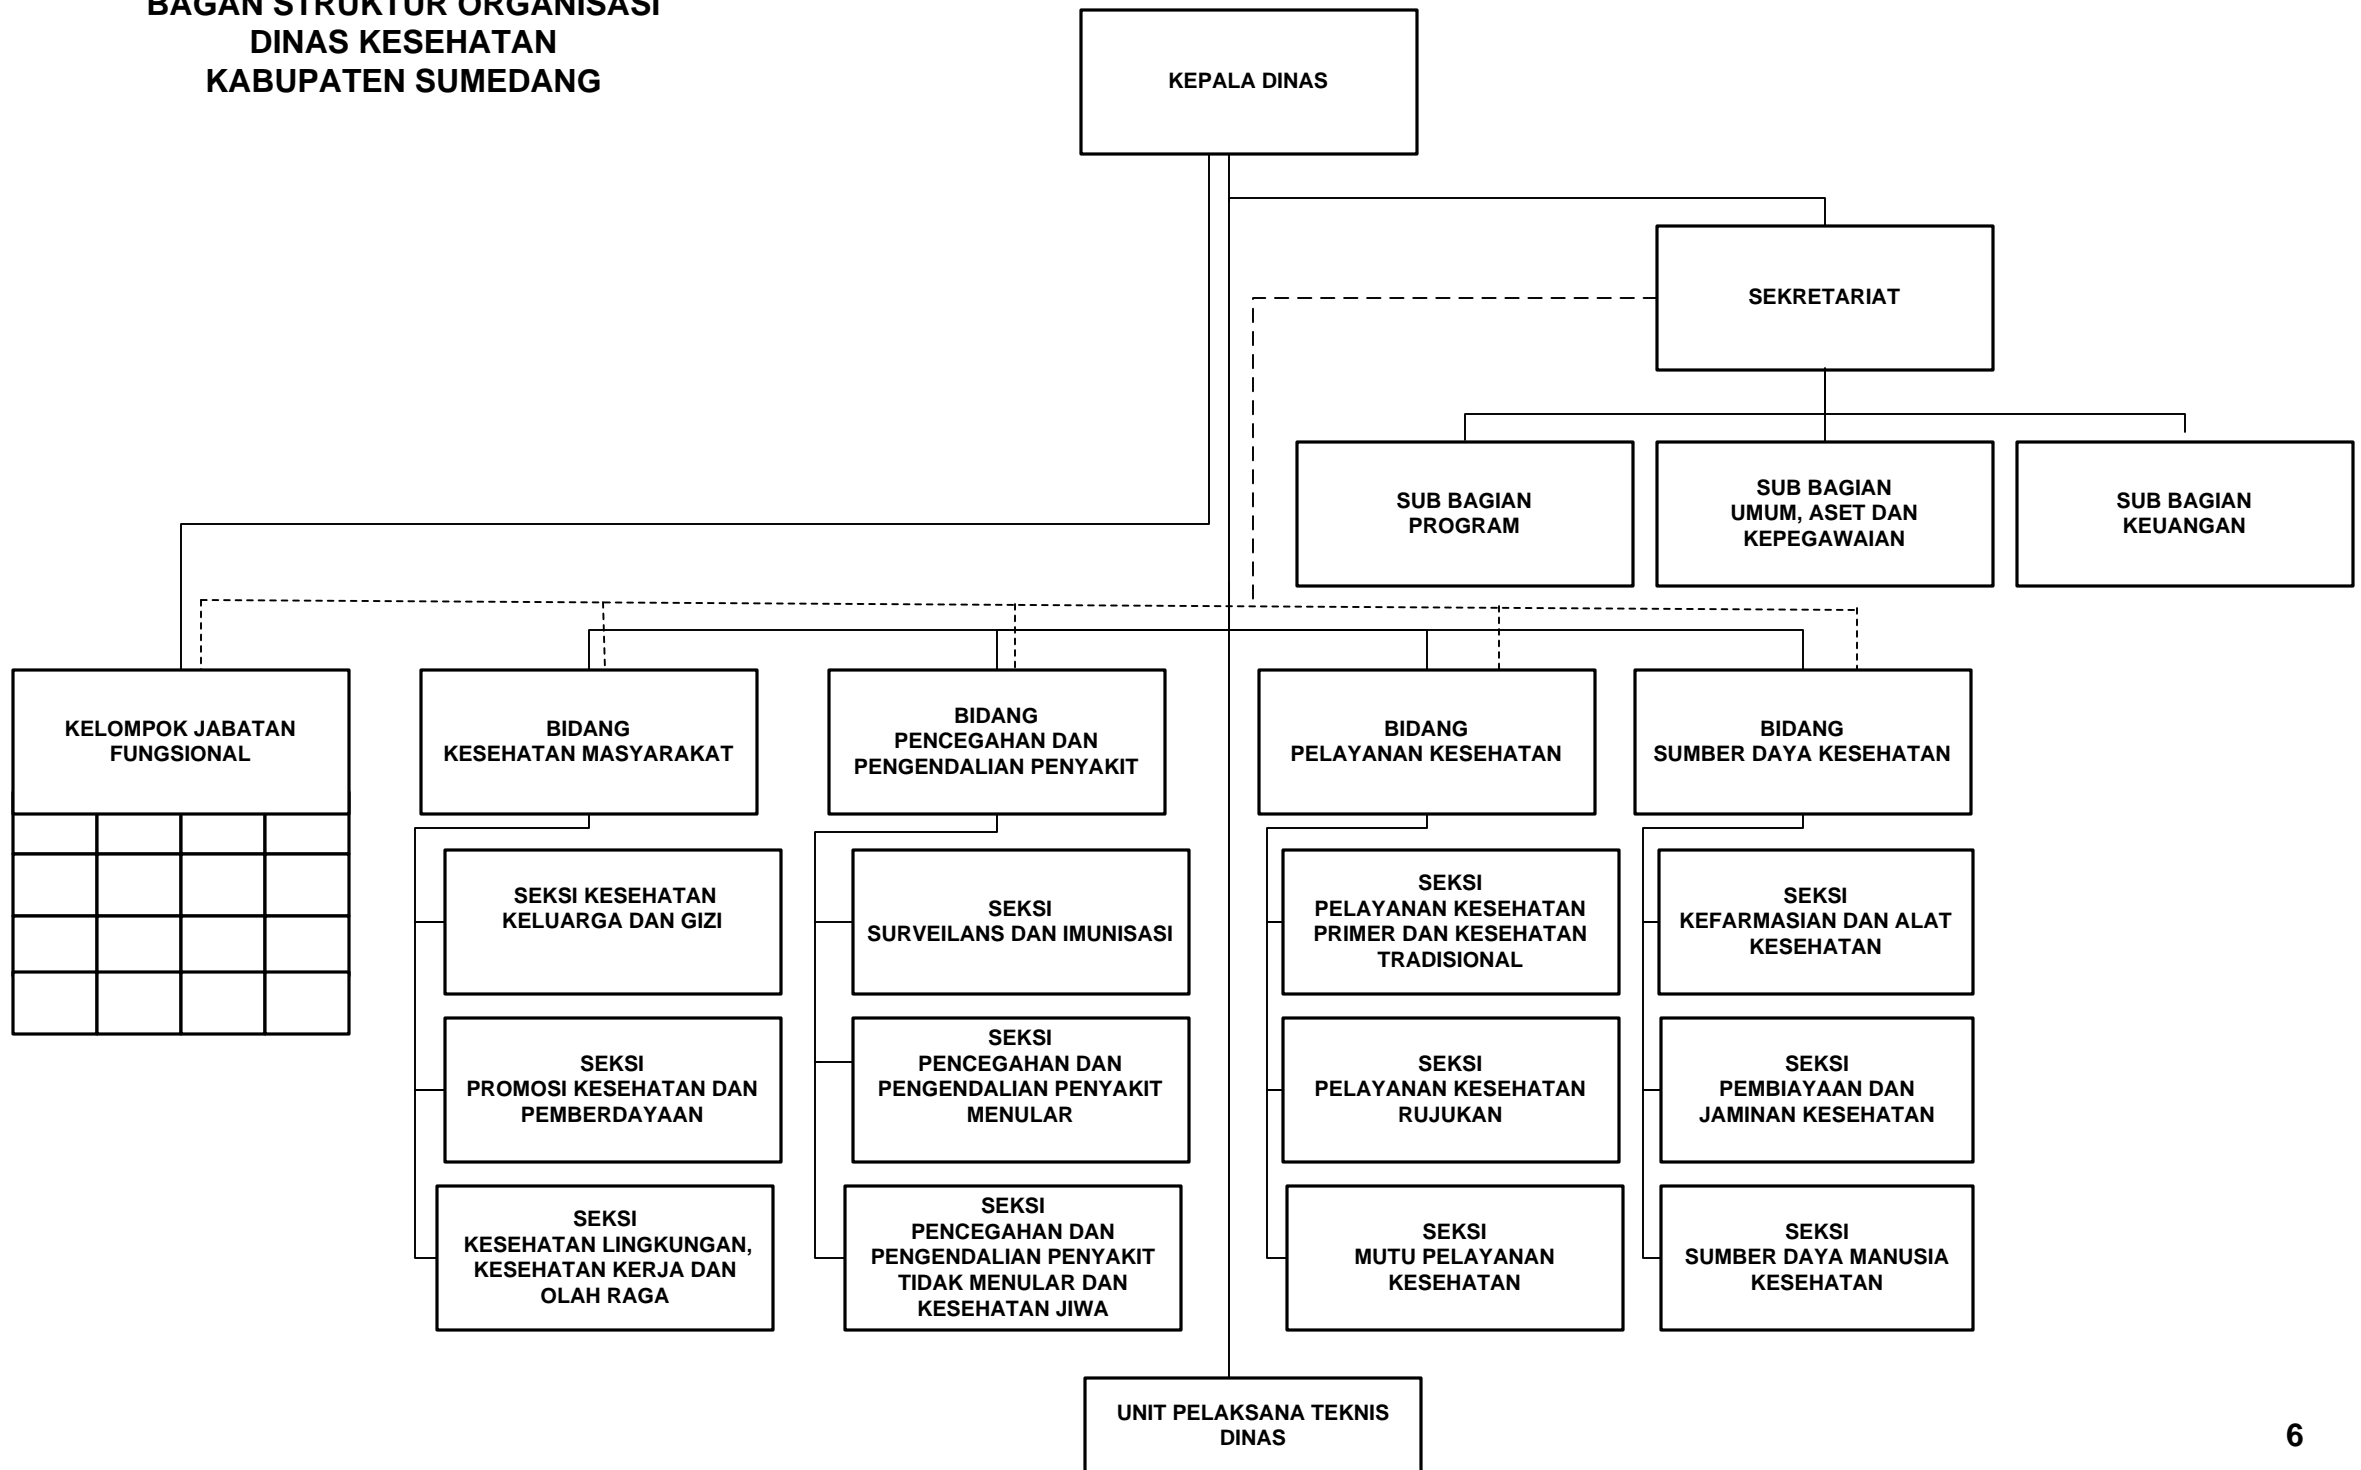 BAGAN STRUKTUR ORGANISASI
DINAS KESEHATAN
KABUPATEN SUMEDANG
KEPALA DINAS
SEKRETARIAT
SUB BAGIAN
PROGRAM
SUB BAGIAN
UMUM, ASET DAN
KEPEGAWAIAN
SUB BAGIAN
KEUANGAN
KELOMPOK JABATAN
FUNGSIONAL
BIDANG
KESEHATAN MASYARAKAT
BIDANG
PENCEGAHAN DAN
PENGENDALIAN PENYAKIT
BIDANG
PELAYANAN KESEHATAN
BIDANG
SUMBER DAYA KESEHATAN
SEKSI KESEHATAN
KELUARGA DAN GIZI
SEKSI
SURVEILANS DAN IMUNISASI
SEKSI
PELAYANAN KESEHATAN
PRIMER DAN KESEHATAN
TRADISIONAL
SEKSI
KEFARMASIAN DAN ALAT
KESEHATAN
SEKSI
PROMOSI KESEHATAN DAN
PEMBERDAYAAN
SEKSI
PENCEGAHAN DAN
PENGENDALIAN PENYAKIT
MENULAR
SEKSI
PELAYANAN KESEHATAN
RUJUKAN
SEKSI
PEMBIAYAAN DAN
JAMINAN KESEHATAN
SEKSI
KESEHATAN LINGKUNGAN,
KESEHATAN KERJA DAN
OLAH RAGA
SEKSI
PENCEGAHAN DAN
PENGENDALIAN PENYAKIT
TIDAK MENULAR DAN
KESEHATAN JIWA
SEKSI
MUTU PELAYANAN
KESEHATAN
SEKSI
SUMBER DAYA MANUSIA
KESEHATAN
UNIT PELAKSANA TEKNIS
DINAS
6